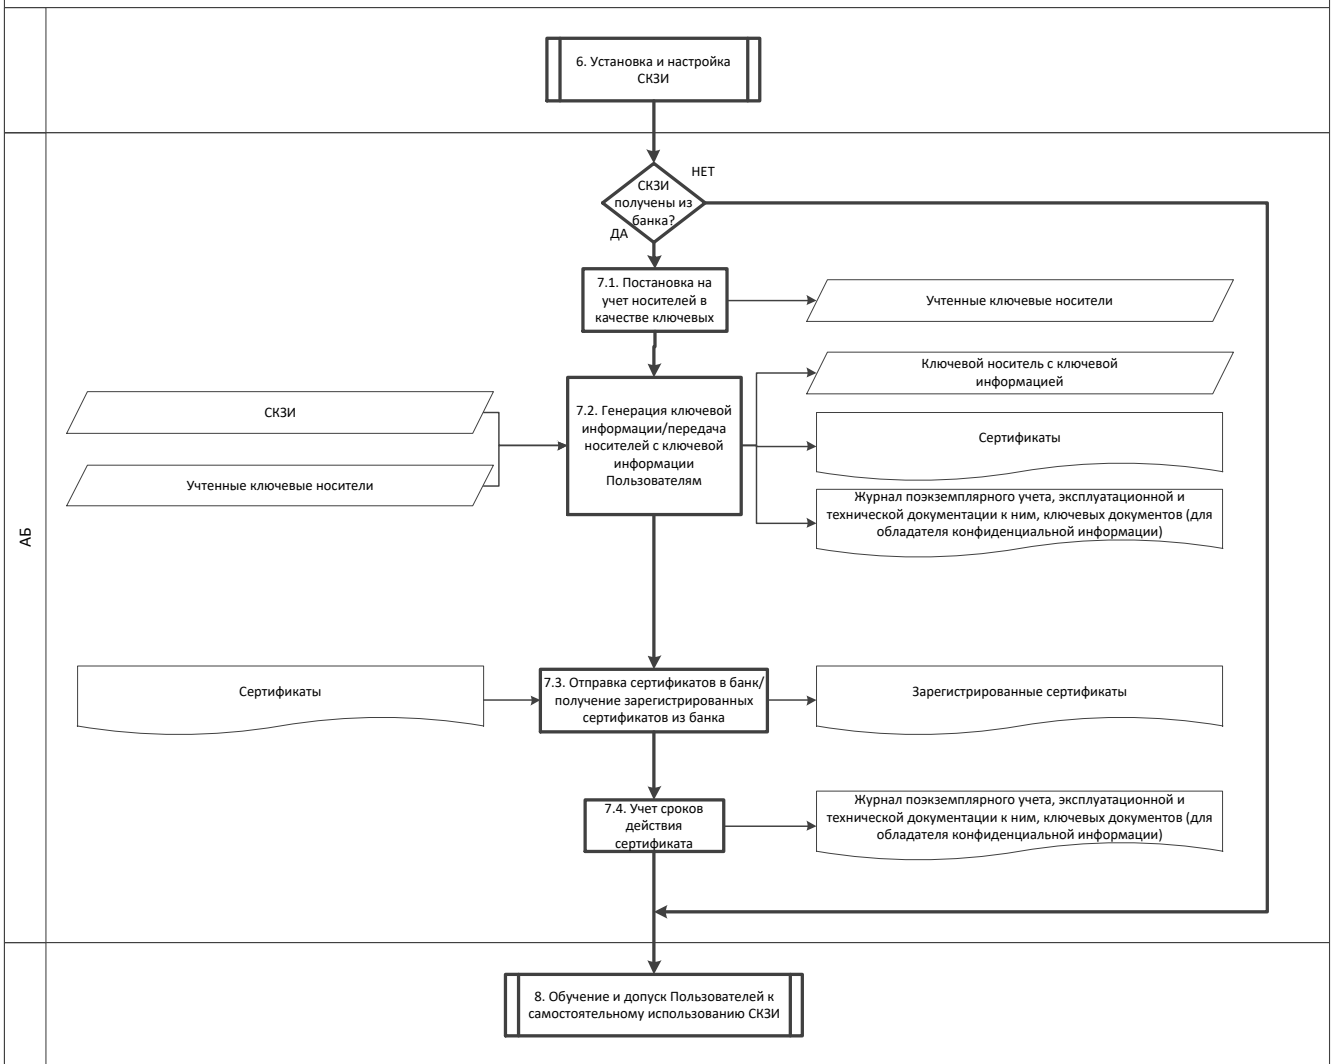 6. Установка и настройка
СКЗИ
НЕТ
СКЗИ
получены из
банка?
ДА
7.1. Постановка на
учет носителей в
качестве ключевых
Учтенные ключевые носители
Ключевой носитель с ключевой
информацией
СКЗИ
7.2. Генерация ключевой
информации/передача
носителей с ключевой
информации
Пользователям
Сертификаты
Учтенные ключевые носители
Журнал поэкземплярного учета, эксплуатационной и
технической документации к ним, ключевых документов (для
обладателя конфиденциальной информации)
АБ
Сертификаты
7.3. Отправка сертификатов в банк/
получение зарегистрированных
сертификатов из банка
Зарегистрированные сертификаты
7.4. Учет сроков
действия
сертификата
Журнал поэкземплярного учета, эксплуатационной и
технической документации к ним, ключевых документов (для
обладателя конфиденциальной информации)
8. Обучение и допуск Пользователей к
самостоятельному использованию СКЗИ